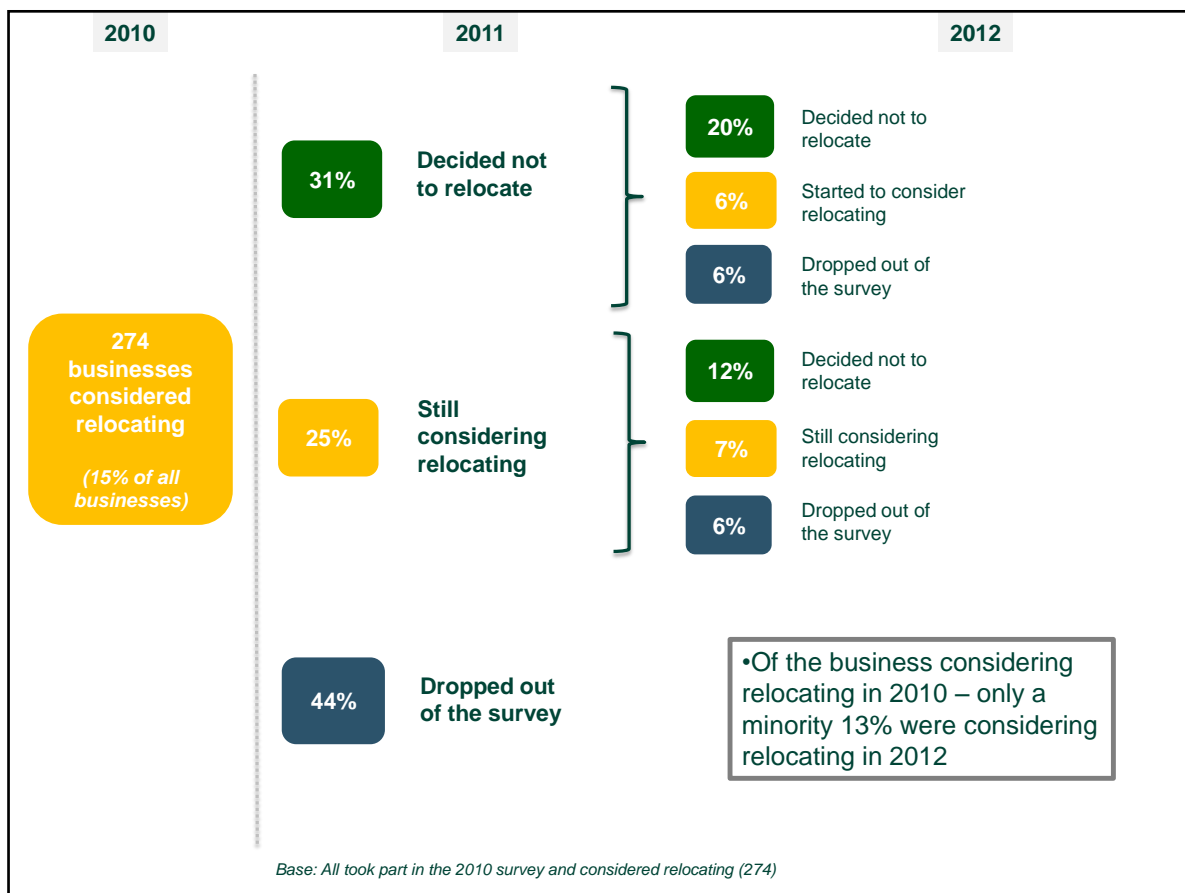 2010
2011
2012
274
businesses
considered
relocating
(15% of all
businesses)
31%
Decided not
to relocate
20%
Decided not to
relocate
6%
Started to consider
relocating
6%
Dropped out of
the survey
25%
Still
considering
relocating
12%
Decided not to
relocate
7%
Still considering
relocating
6%
Dropped out of
the survey
44%
Dropped out
of the survey
•Of the business considering
relocating in 2010 – only a
minority 13% were considering
relocating in 2012
Base: All took part in the 2010 survey and considered relocating (274)